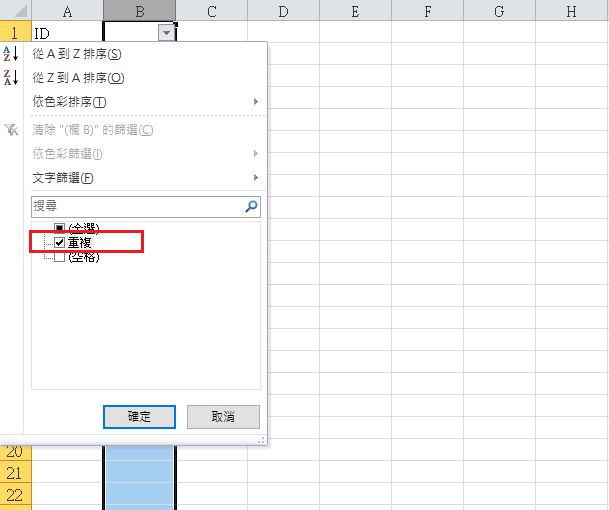 A B C D E F G H
1 ID
從 A 到 Z 排序(S)
從 Z 到 A 排序(O)
依色彩排序(T)
清除 "(欄 B)" 的篩選(C)
依色彩篩選(I)
文字篩選(F)
搜尋
(全選)
重複
(空格)
確定 取消
20
21
22